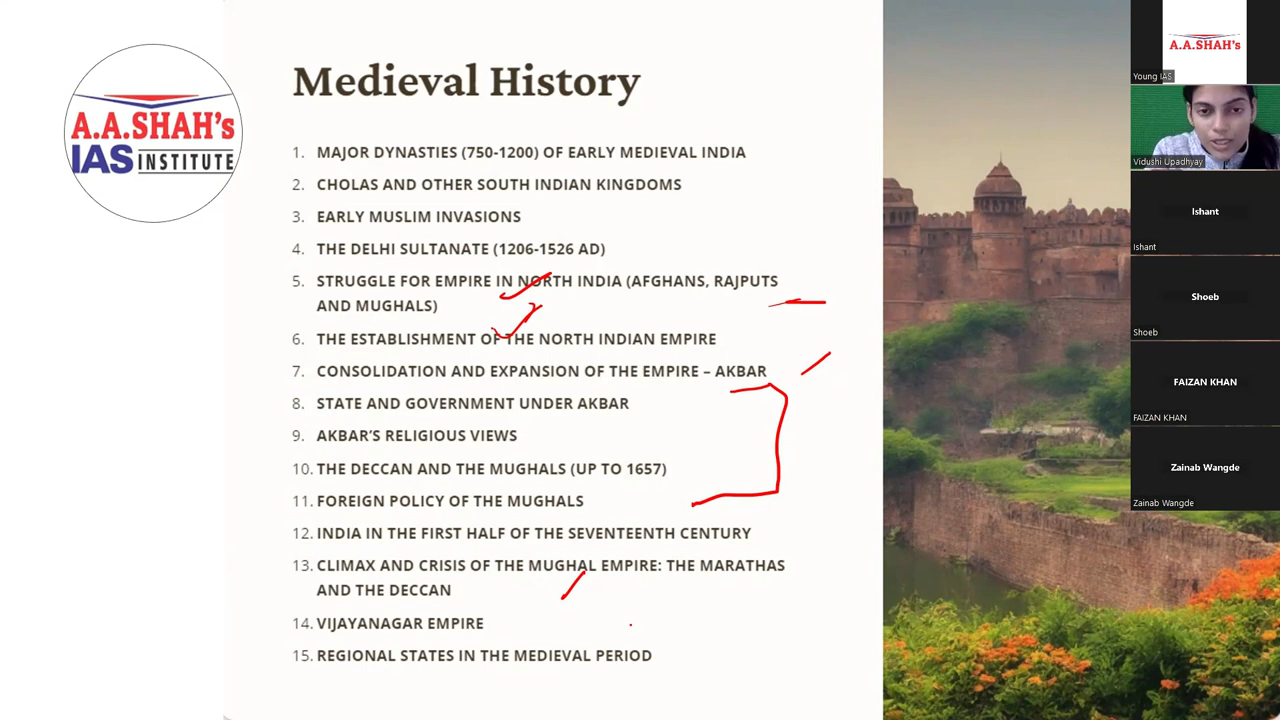 Medieval History
A.A.SHAH's
IAS INSTITUTE
1. MAJOR DYNASTIES (750-1200) OF EARLY MEDIEVAL INDIA
2. CHOLAS AND OTHER SOUTH INDIAN KINGDOMS
3. EARLY MUSLIM INVASIONS
4. THE DELHI SULTANATE (1206-1526 AD)
5. STRUGGLE FOR EMPIRE IN NORTH INDIA (AFGHANS, RAJPUTS
AND MUGHALS)
6. THE ESTABLISHMENT OF THE NORTH INDIAN EMPIRE
7. CONSOLIDATION AND EXPANSION OF THE EMPIRE – AKBAR
8. STATE AND GOVERNMENT UNDER AKBAR
9. AKBAR’S RELIGIOUS VIEWS
10. THE DECCAN AND THE MUGHALS (UP TO 1657)
11. FOREIGN POLICY OF THE MUGHALS
12. INDIA IN THE FIRST HALF OF THE SEVENTEENTH CENTURY
13. CLIMAX AND CRISIS OF THE MUGHAL EMPIRE: THE MARATHAS
AND THE DECCAN
14. VIJAYANAGAR EMPIRE
15. REGIONAL STATES IN THE MEDIEVAL PERIOD
A.A.SHAH's
Young IAS
Vidushi Upadhyay
Ishant
Ishant
Shoeb
Shoeb
FAIZAN KHAN
FAIZAN KHAN
Zainab Wangde
Zainab Wangde